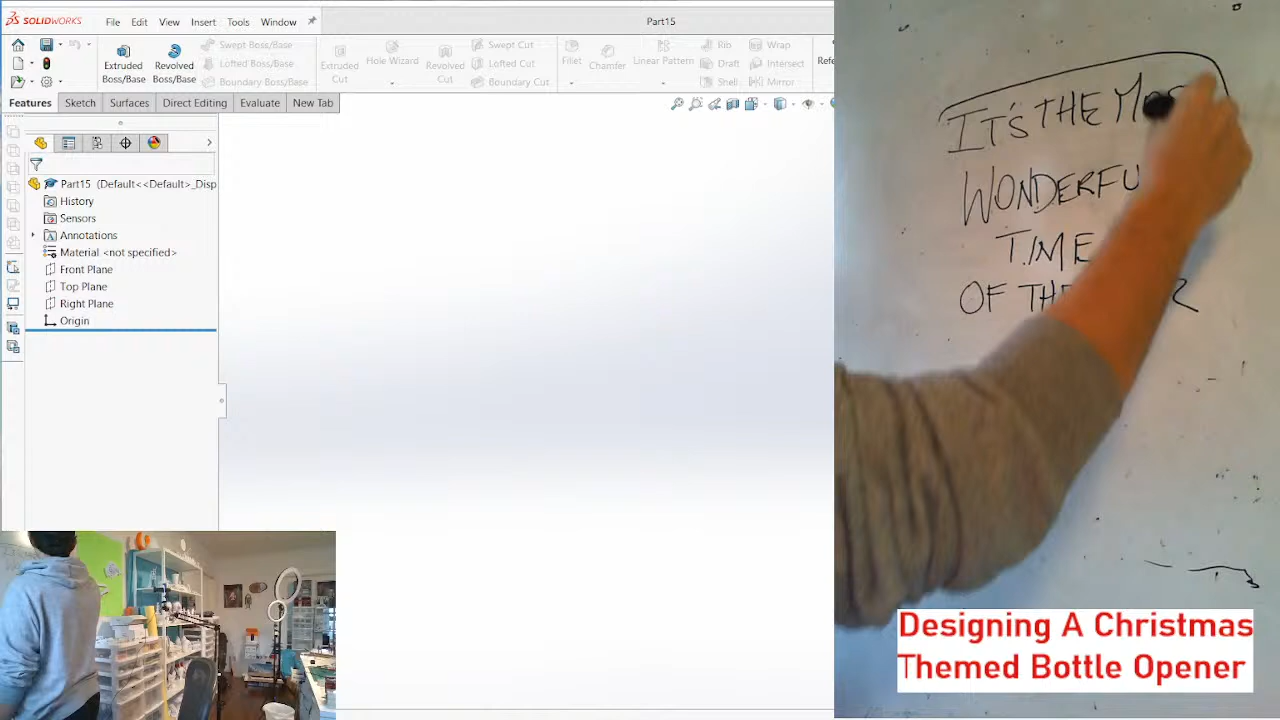 SOLIDWORKS File Edit View Insert Tools Window Part15
Extruded Boss/Base
Revolved Boss/Base
Swept Boss/Base
Lofted Boss/Base
Boundary Boss/Base
Extruded Cut
Hole Wizard
Revolved Cut
Swept Cut
Lofted Cut
Boundary Cut
Fillet
Chamfer
Linear Pattern
Rib
Draft
Shell
Wrap
Intersect
Mirror
Features Sketch Surfaces Direct Editing Evaluate New Tab
Part15 (Default<<Default>_Disp
History
Sensors
Annotations
Material <not specified>
Front Plane
Top Plane
Right Plane
Origin
IT'S THE
TIME
OF
Designing A Christmas
Themed Bottle Opener